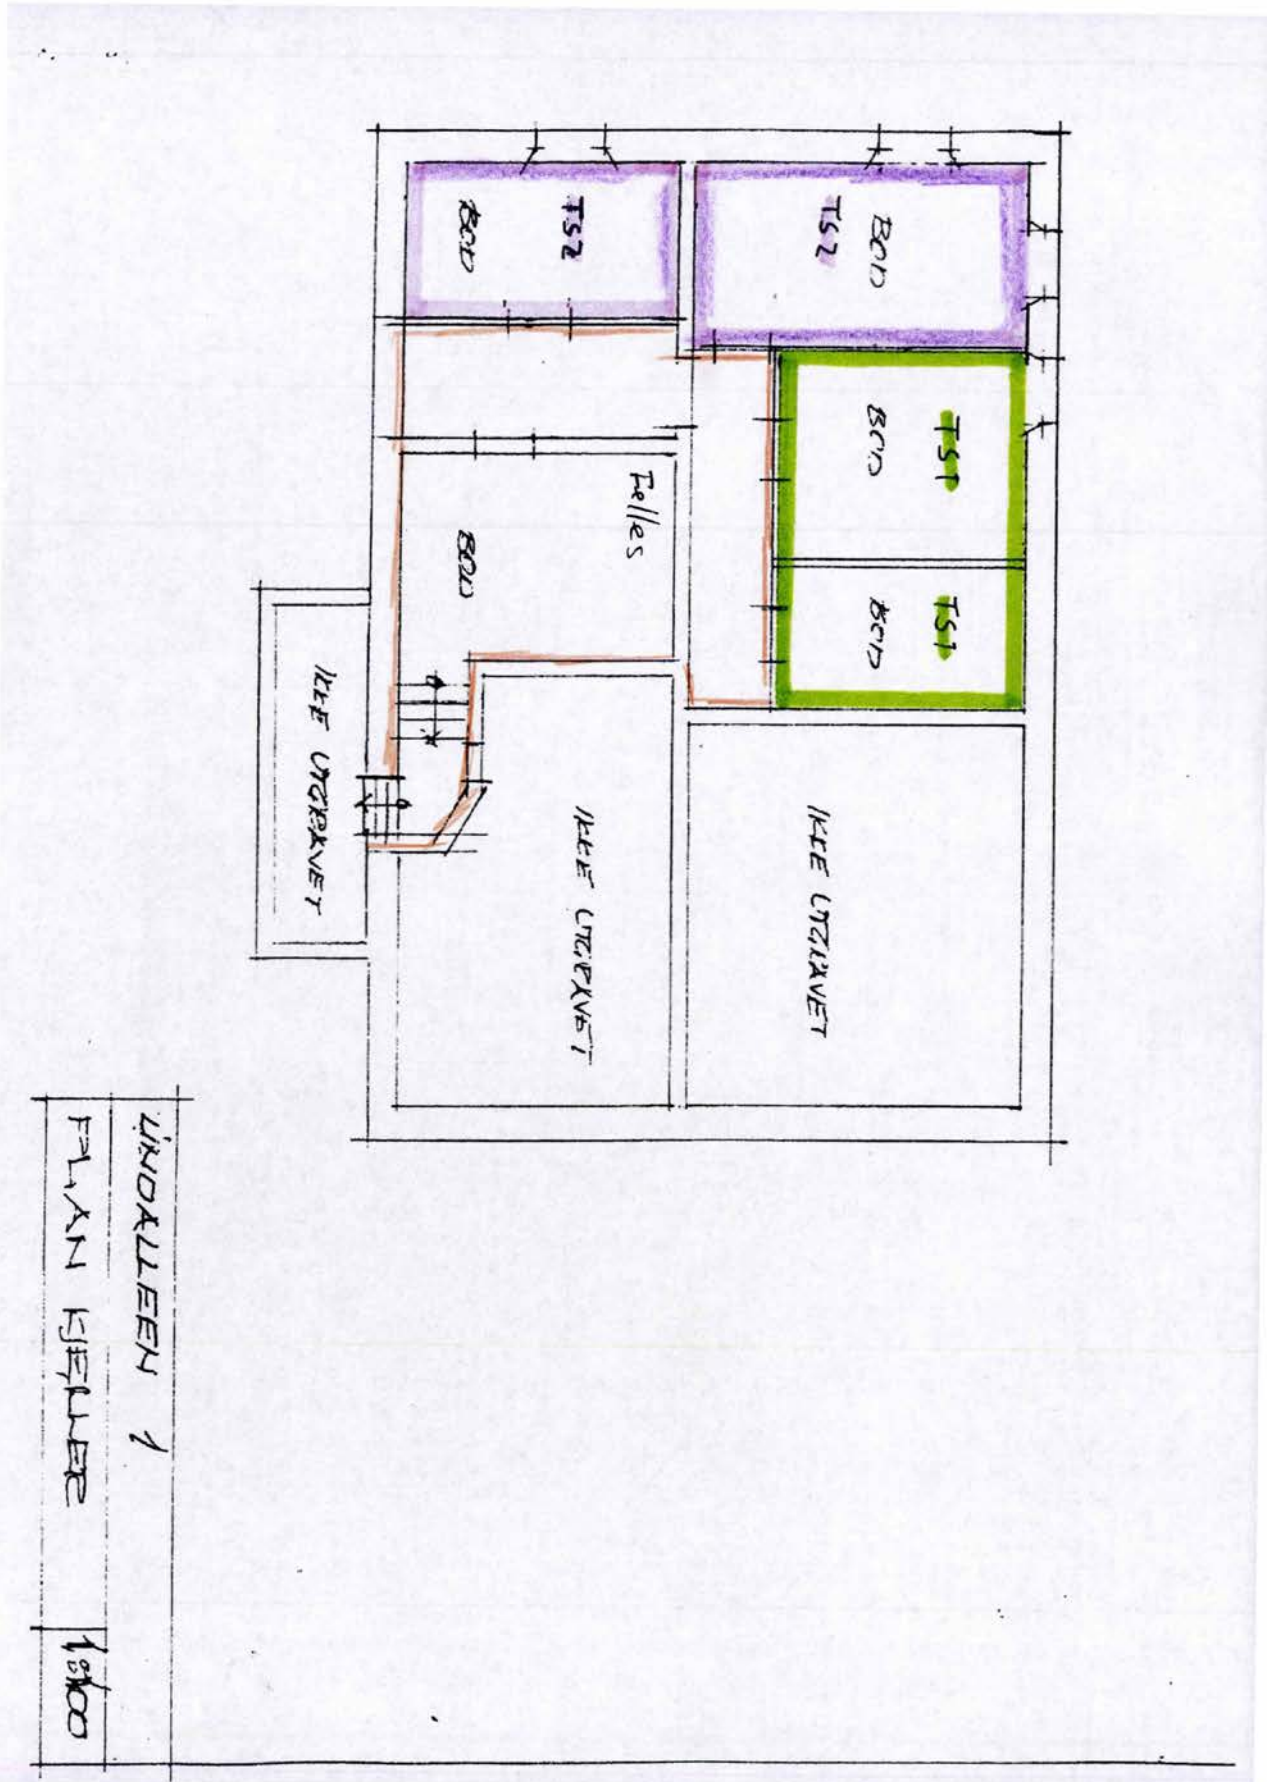 BOD
TS2
BOD
TS2
BOD
TS1
BOD
TS1
Felles
BOD
IKKE UTGRAVET
IKKE UTGRAVET
IKKE UTGRAVET
LINDALLEEN 1
PLAN KJELLER
1:100